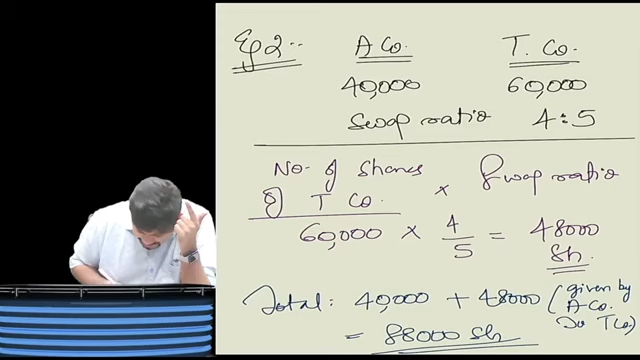 Eg 2..
A Co. T. Co.
40,000 60,000
Swap ratio 4:5
No. of Shares
of T Co. × Swap ratio
60,000 × 4/5 = 48000
Sh.
Total: 40,000 + 48000 (given by
A Co.
to T Co)
= 88000 Sh